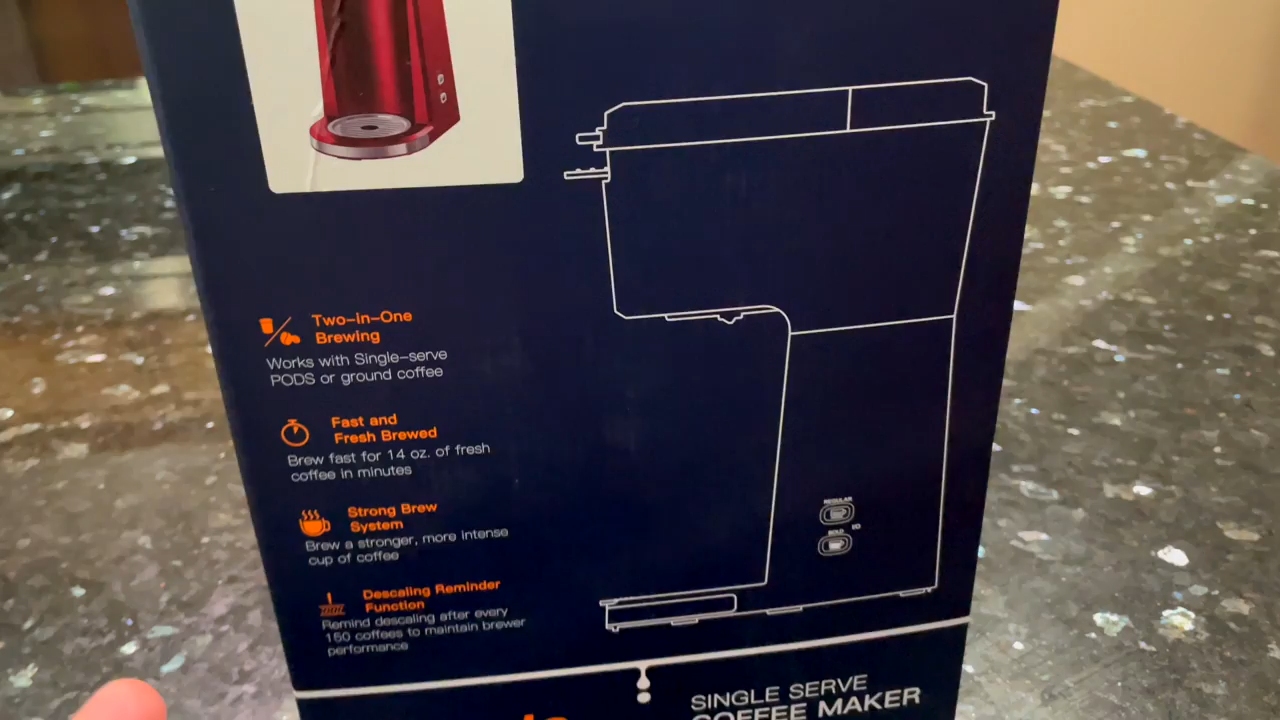 Two-in-One
Brewing
Works with Single-serve
PODS or ground coffee
Fast and
Fresh Brewed
Brew fast for 14 oz. of fresh
coffee in minutes
Strong Brew
System
Brew a stronger, more intense
cup of coffee
Descaling Reminder
Function
Remind descaling after every
150 coffees to maintain brewer
performance
REGULAR
BOLD I/O
SINGLE SERVE
COFFEE MAKER